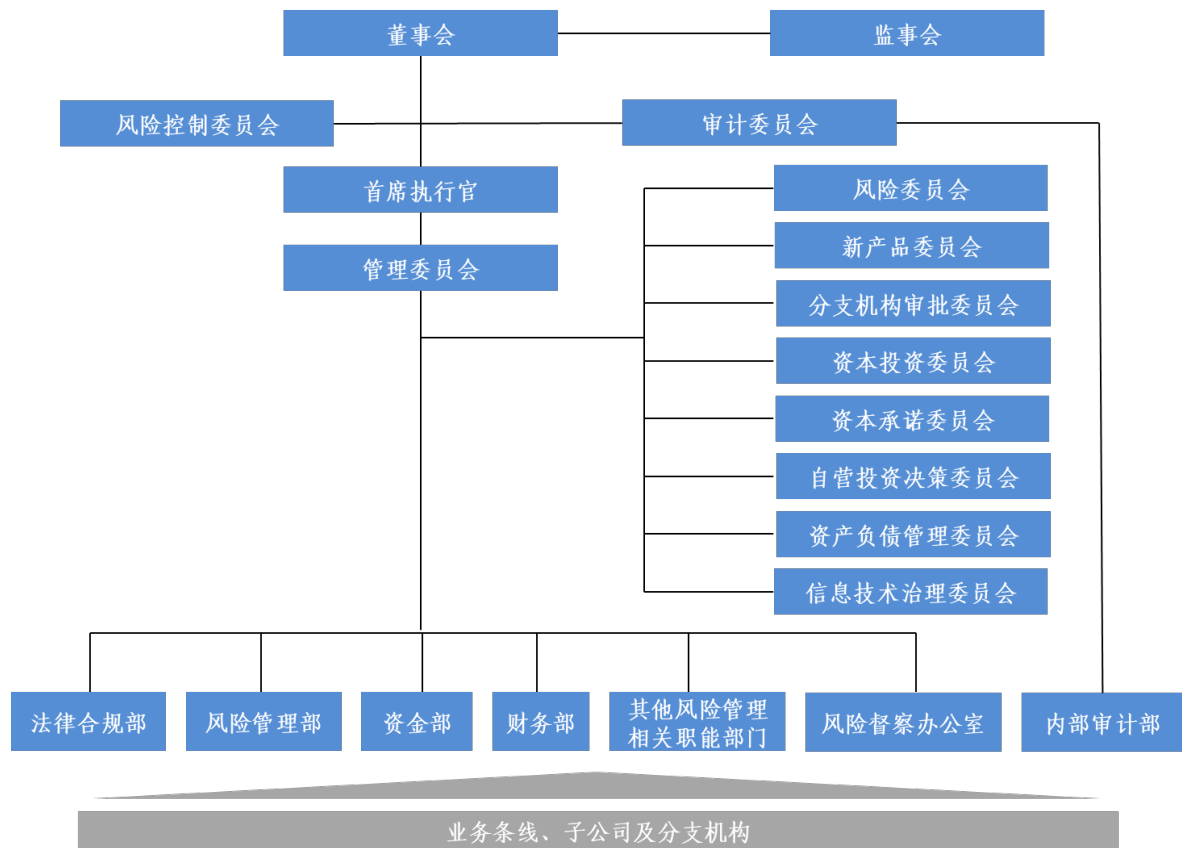 董事会
监事会
风险控制委员会
审计委员会
首席执行官
风险委员会
新产品委员会
管理委员会
分支机构审批委员会
资本投资委员会
资本承诺委员会
自营投资决策委员会
资产负债管理委员会
信息技术治理委员会
法律合规部
风险管理部
资金部
财务部
其他风险管理
相关职能部门
风险督察办公室
内部审计部
业务条线、子公司及分支机构